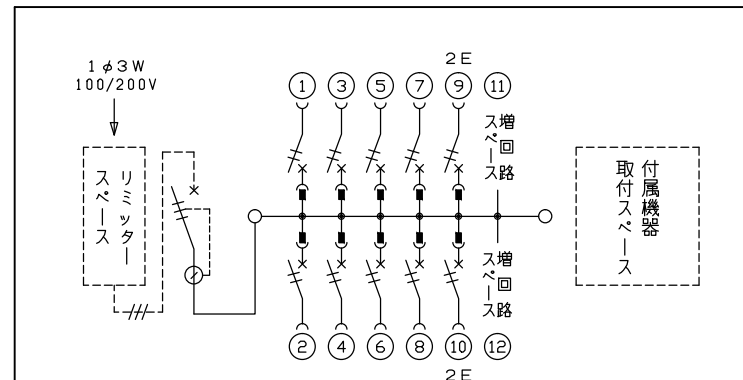 1φ3W
100/200V
リミッター
スペース
2E
1 3 5 7 9 11
増回路
スペース
付属機器
取付スペース
増回路
スペース
2 4 6 8 10 12
2E